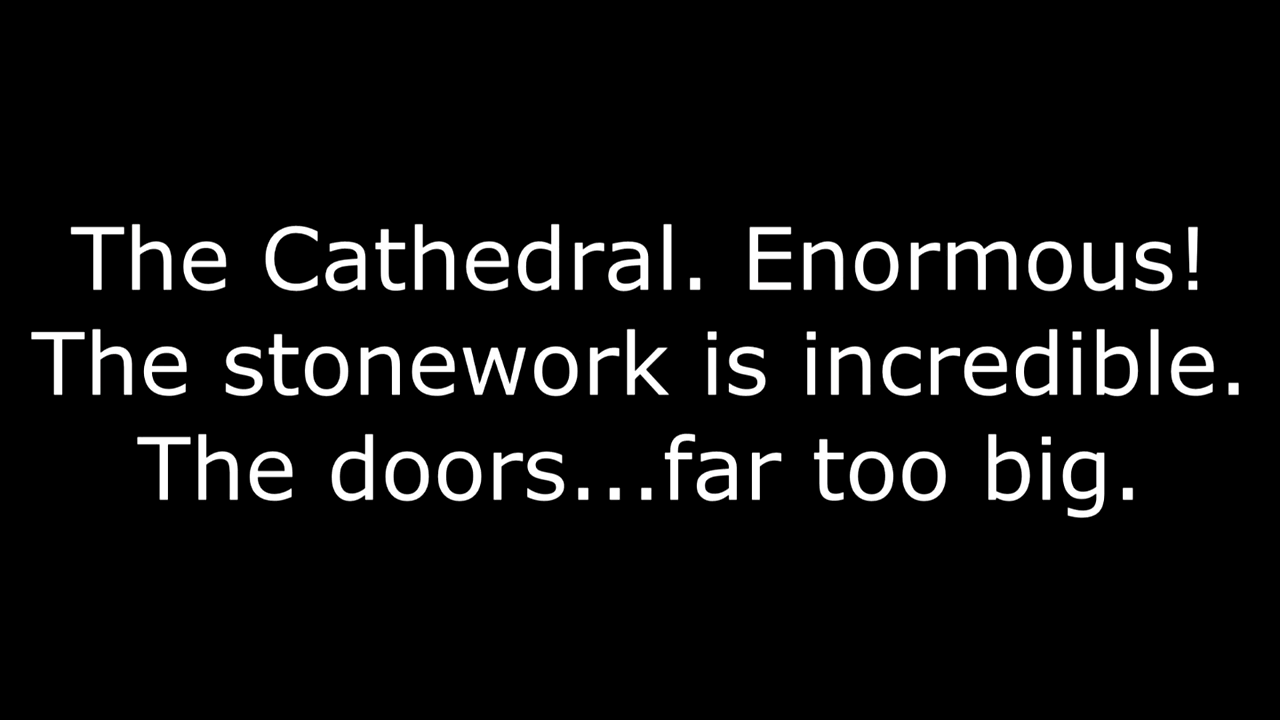 The Cathedral. Enormous!
The stonework is incredible.
The doors...far too big.